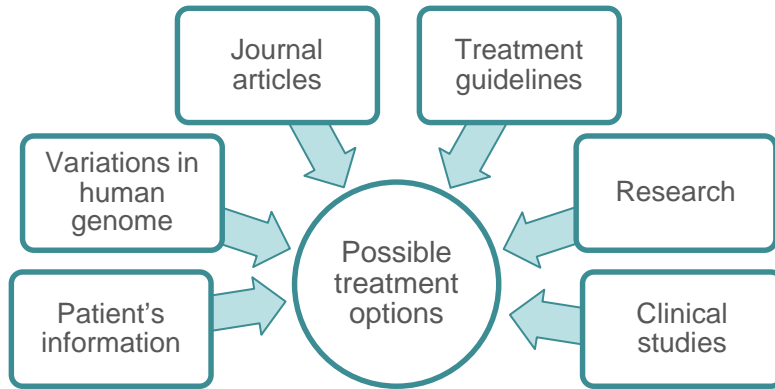 Journal
articles
Treatment
guidelines
Variations in
human
genome
Research
Possible
treatment
options
Patient’s
information
Clinical
studies